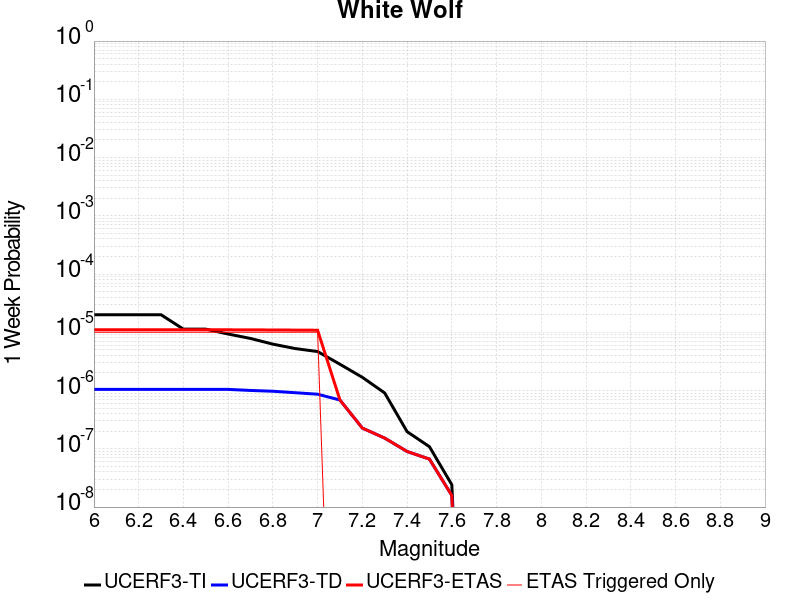 White Wolf
10 0
10 -1
10 -2
10 -3
10 -4
10 -5
10 -6
10 -7
10 -8
1 Week Probability
6 6.2 6.4 6.6 6.8 7 7.2 7.4 7.6 7.8 8 8.2 8.4 8.6 8.8 9
Magnitude
UCERF3-TI UCERF3-TD UCERF3-ETAS ETAS Triggered Only